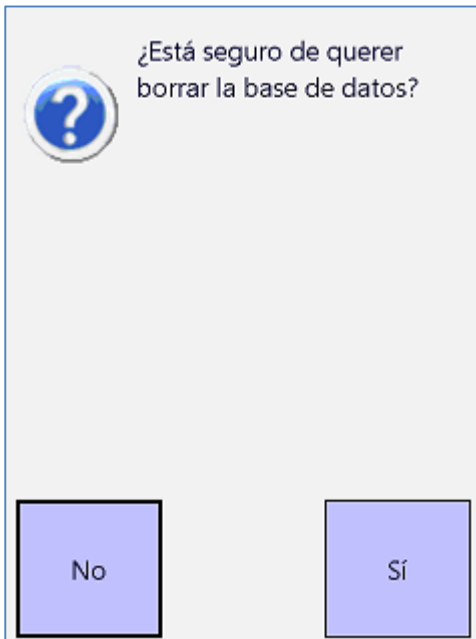 ¿Está seguro de querer
borrar la base de datos?
No
Sí